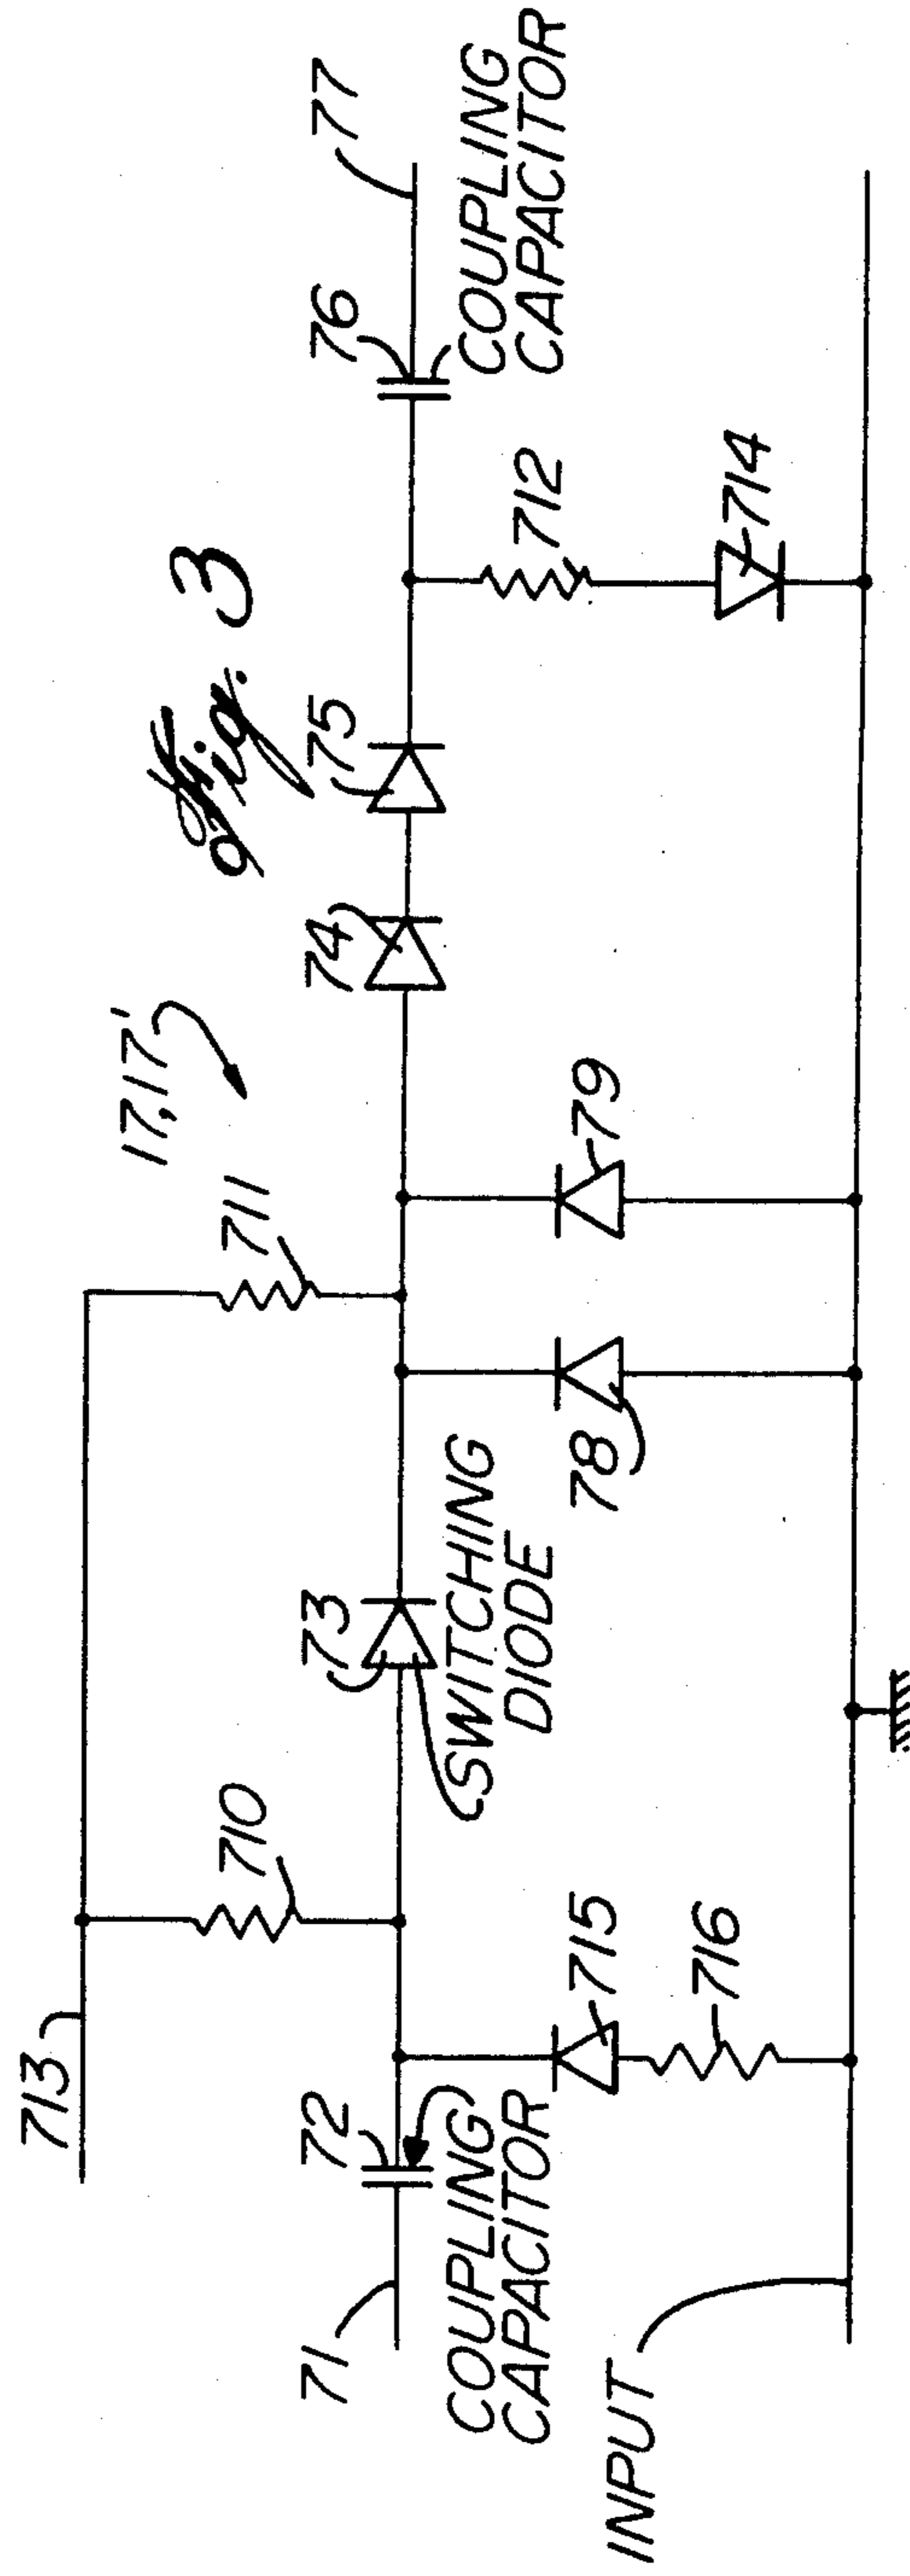 Fig. 3
17,17'
713
710
711
71
72
COUPLING
CAPACITOR
73
SWITCHING
DIODE
74
75
76
77
COUPLING
CAPACITOR
715
716
78
79
712
714
INPUT